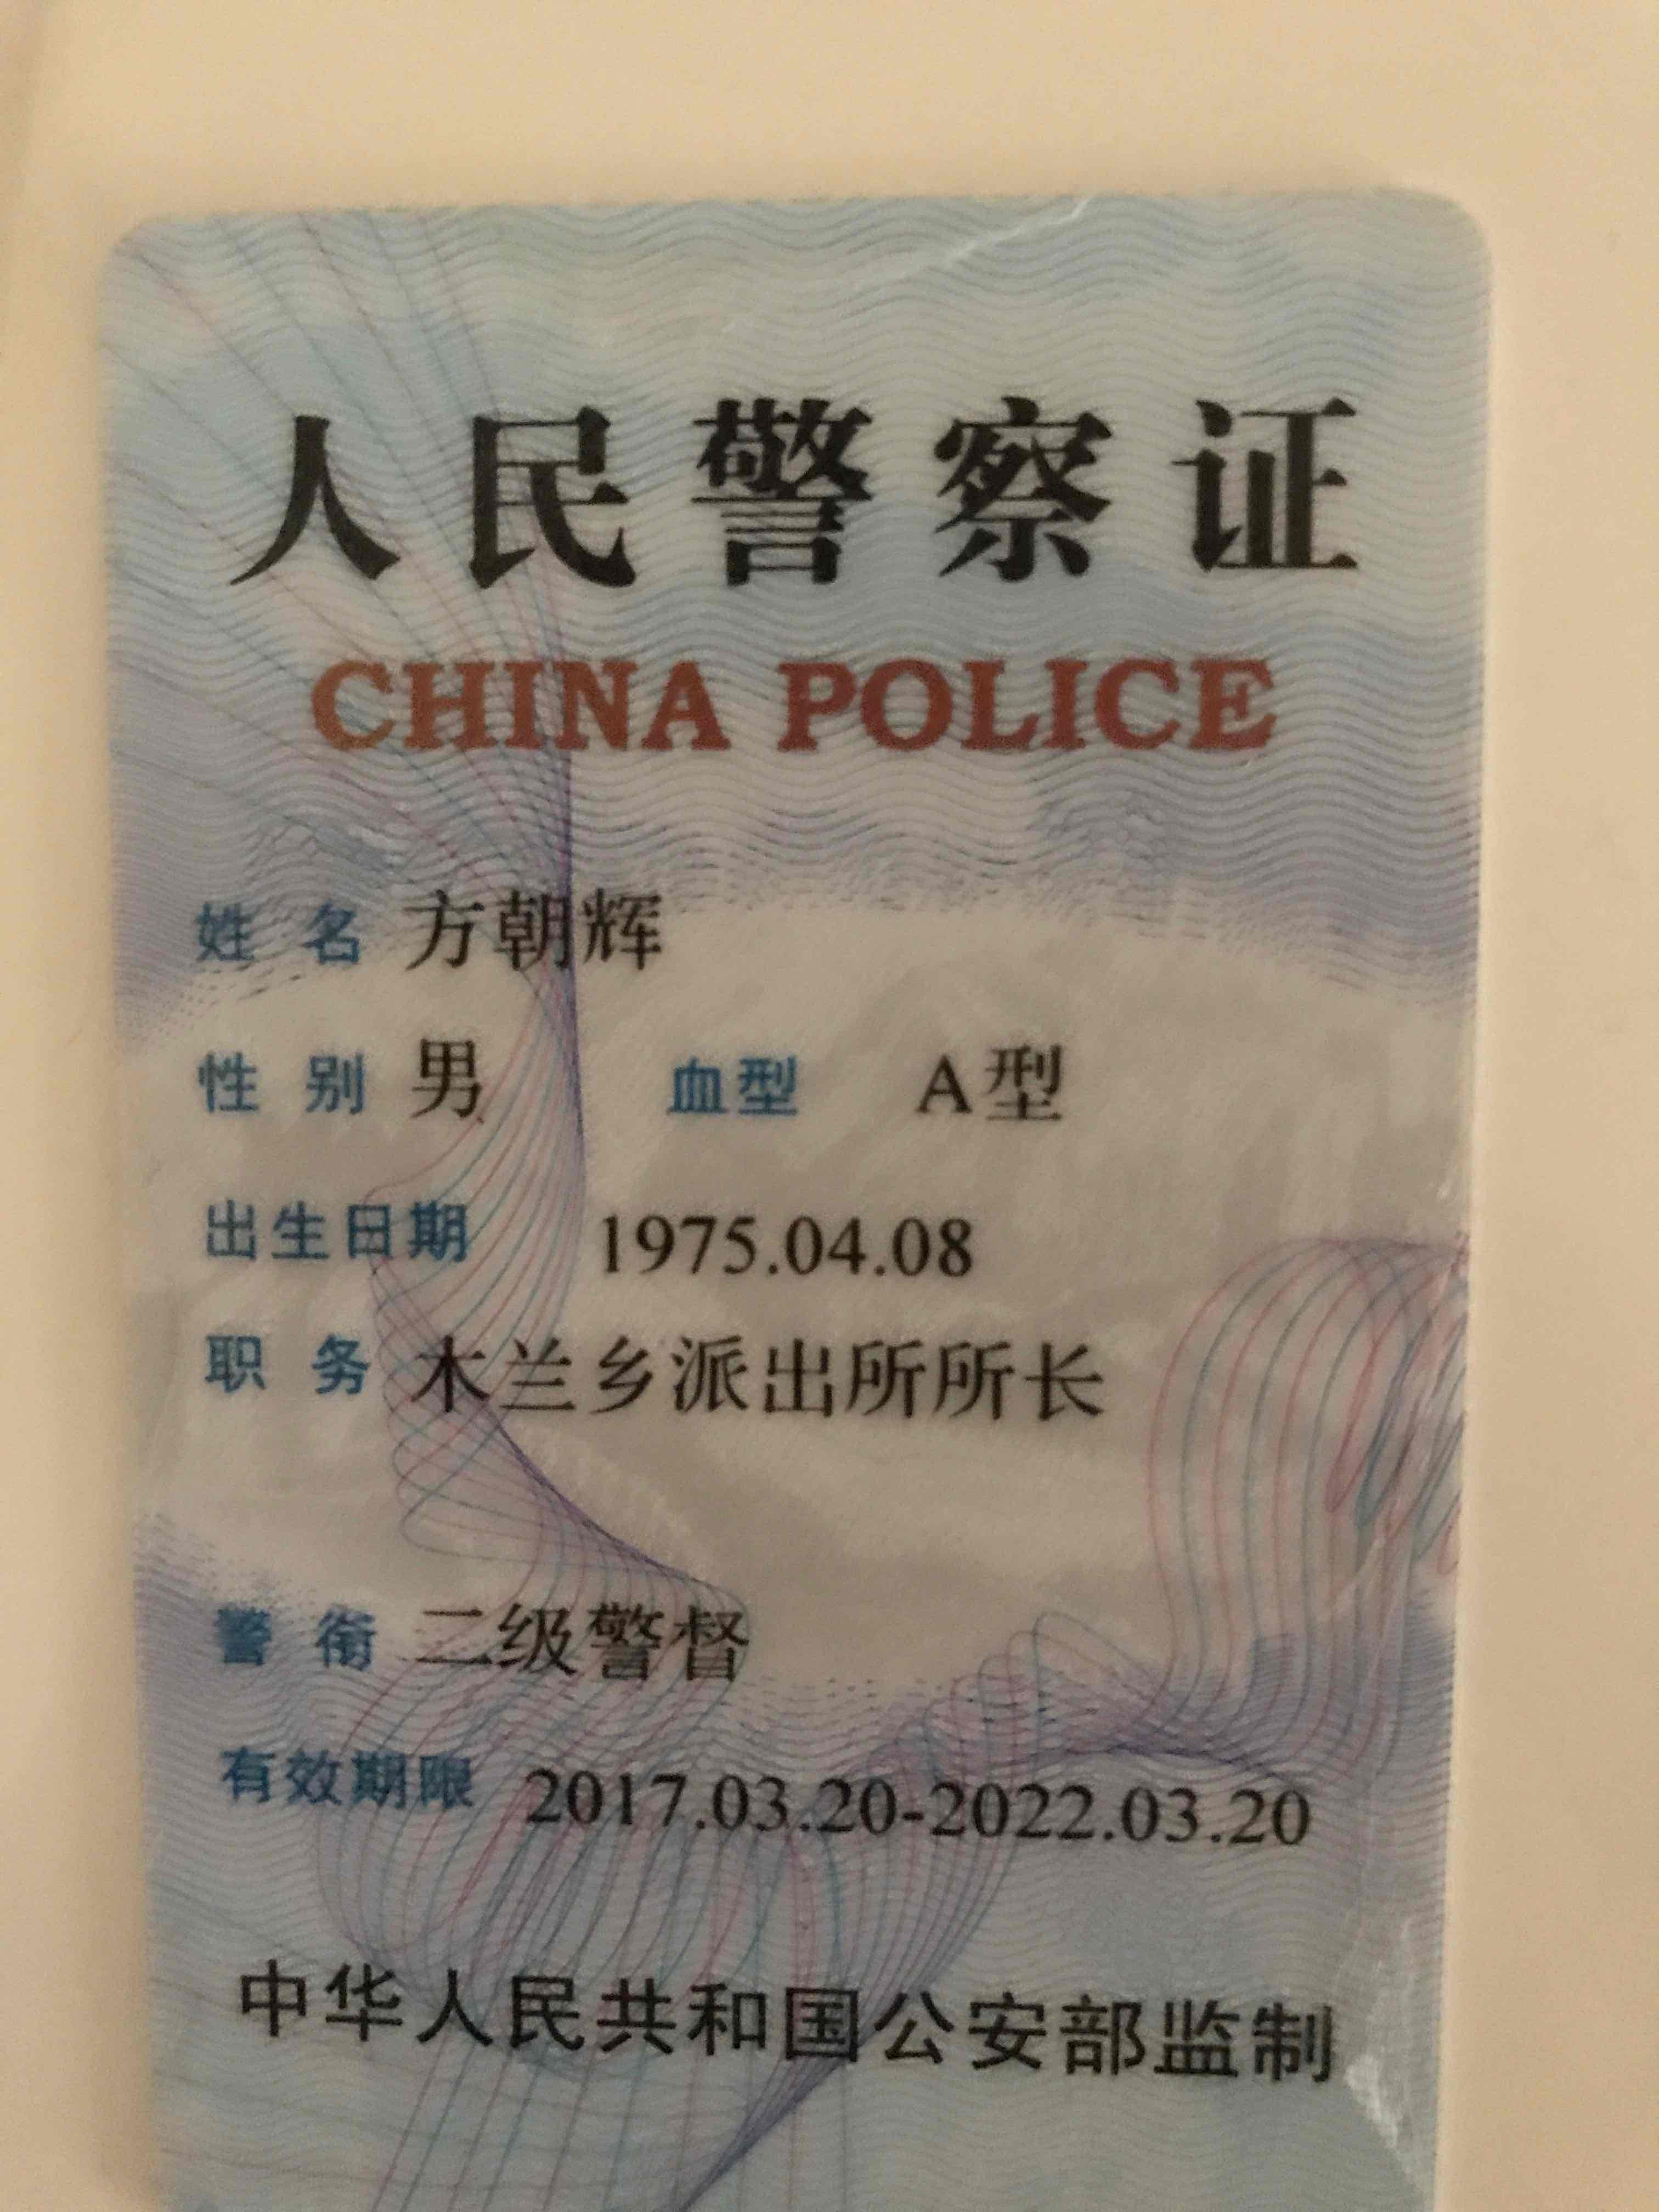 人民警察证
CHINA POLICE
姓 名 方朝辉
性 别 男 血型 A型
出生日期 1975.04.08
职 务 木兰乡派出所所长
警 衔 二级警督
有效期限 2017.03.20-2022.03.20
中华人民共和国公安部监制